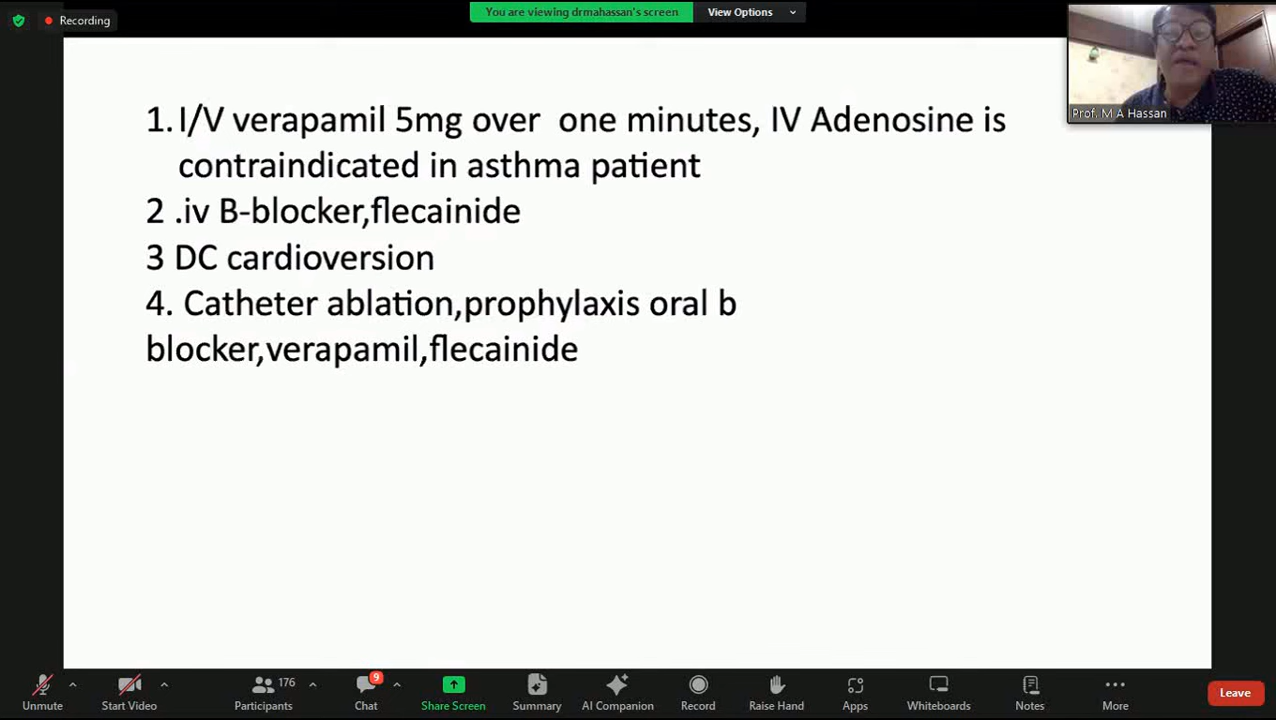 Recording
You are viewing drmahassan's screen
View Options
Prof. M A Hassan
1. I/V verapamil 5mg over  one minutes, IV Adenosine is
contraindicated in asthma patient
2 .iv B-blocker,flecainide
3 DC cardioversion
4. Catheter ablation,prophylaxis oral b
blocker,verapamil,flecainide
9
176
Unmute Start Video Participants Chat Share Screen Summary AI Companion Record Raise Hand Apps Whiteboards Notes More Leave